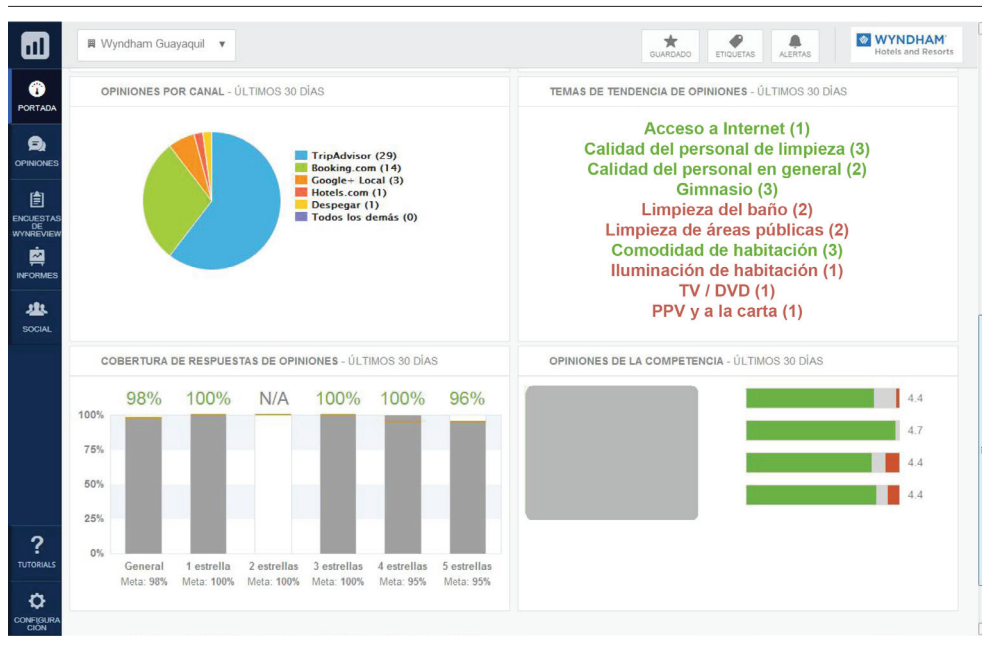 Wyndham Guayaquil ▼
GUARDADO
ETIQUETAS
ALERTAS
WYNDHAM
Hotels and Resorts
PORTADA
OPINIONES
ENCUESTAS
DE
WYNREVIEW
INFORMES
SOCIAL
?
TUTORIALS
CONFIGURA
CIÓN
OPINIONES POR CANAL - ÚLTIMOS 30 DÍAS
TripAdvisor (29)
Booking.com (14)
Google+ Local (3)
Hotels.com (1)
Despegar (1)
Todos los demás (0)
TEMAS DE TENDENCIA DE OPINIONES - ÚLTIMOS 30 DÍAS
Acceso a Internet (1)
Calidad del personal de limpieza (3)
Calidad del personal en general (2)
Gimnasio (3)
Limpieza del baño (2)
Limpieza de áreas públicas (2)
Comodidad de habitación (3)
Iluminación de habitación (1)
TV / DVD (1)
PPV y a la carta (1)
COBERTURA DE RESPUESTAS DE OPINIONES - ÚLTIMOS 30 DÍAS
98% 100% N/A 100% 100% 96%
100%
75%
50%
25%
0%
General 1 estrella 2 estrellas 3 estrellas 4 estrellas 5 estrellas
Meta: 98% Meta: 100% Meta: 100% Meta: 100% Meta: 95% Meta: 95%
OPINIONES DE LA COMPETENCIA - ÚLTIMOS 30 DÍAS
4.4
4.7
4.4
4.4